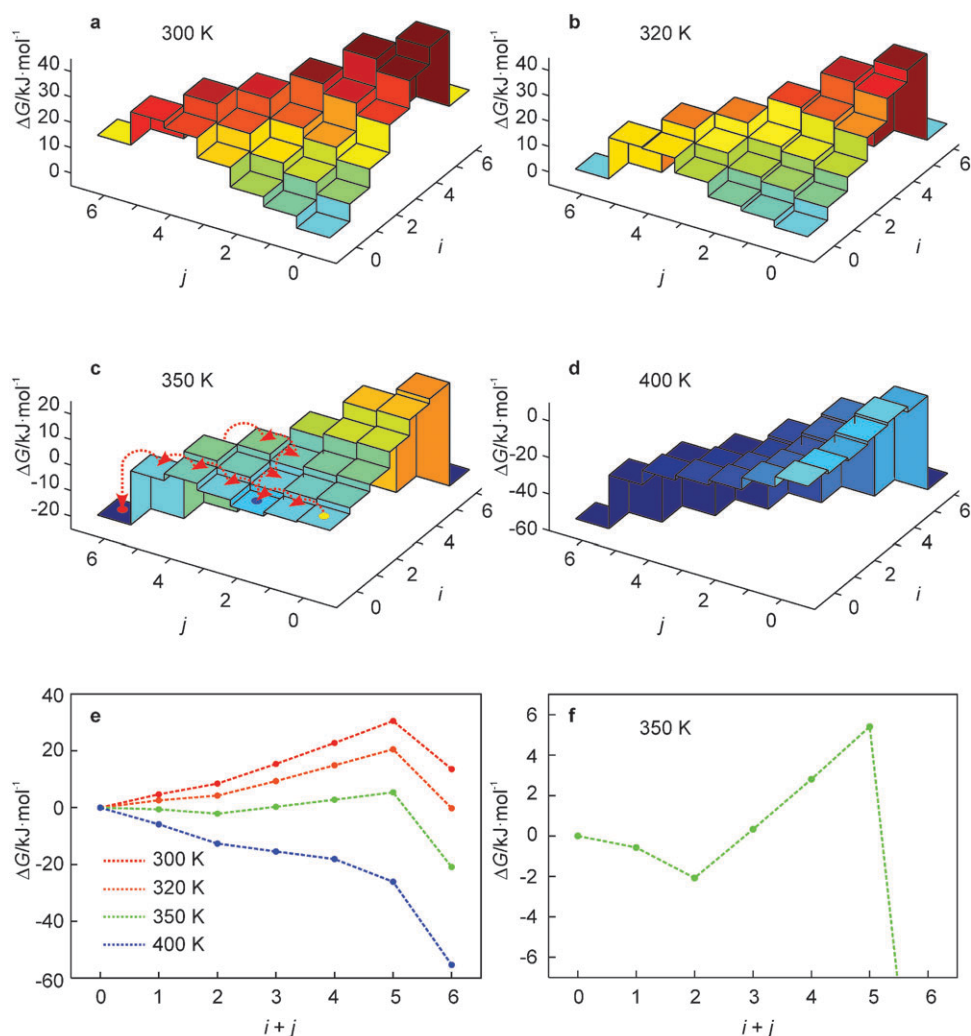 a 300 K
ΔG/kJ·mol⁻¹
40
30
20
10
0
6
4
2
0
j
0
2
4
6
i
b 320 K
ΔG/kJ·mol⁻¹
40
30
20
10
0
6
4
2
0
j
0
2
4
6
i
c 350 K
ΔG/kJ·mol⁻¹
20
10
0
-10
-20
6
4
2
0
j
0
2
4
6
i
d 400 K
ΔG/kJ·mol⁻¹
0
-20
-40
-60
6
4
2
0
j
0
2
4
6
i
e
ΔG/kJ·mol⁻¹
40
20
0
-20
-40
-60
300 K
320 K
350 K
400 K
0 1 2 3 4 5 6
i + j
f 350 K
ΔG/kJ·mol⁻¹
6
4
2
0
-2
-4
-6
0 1 2 3 4 5 6
i + j